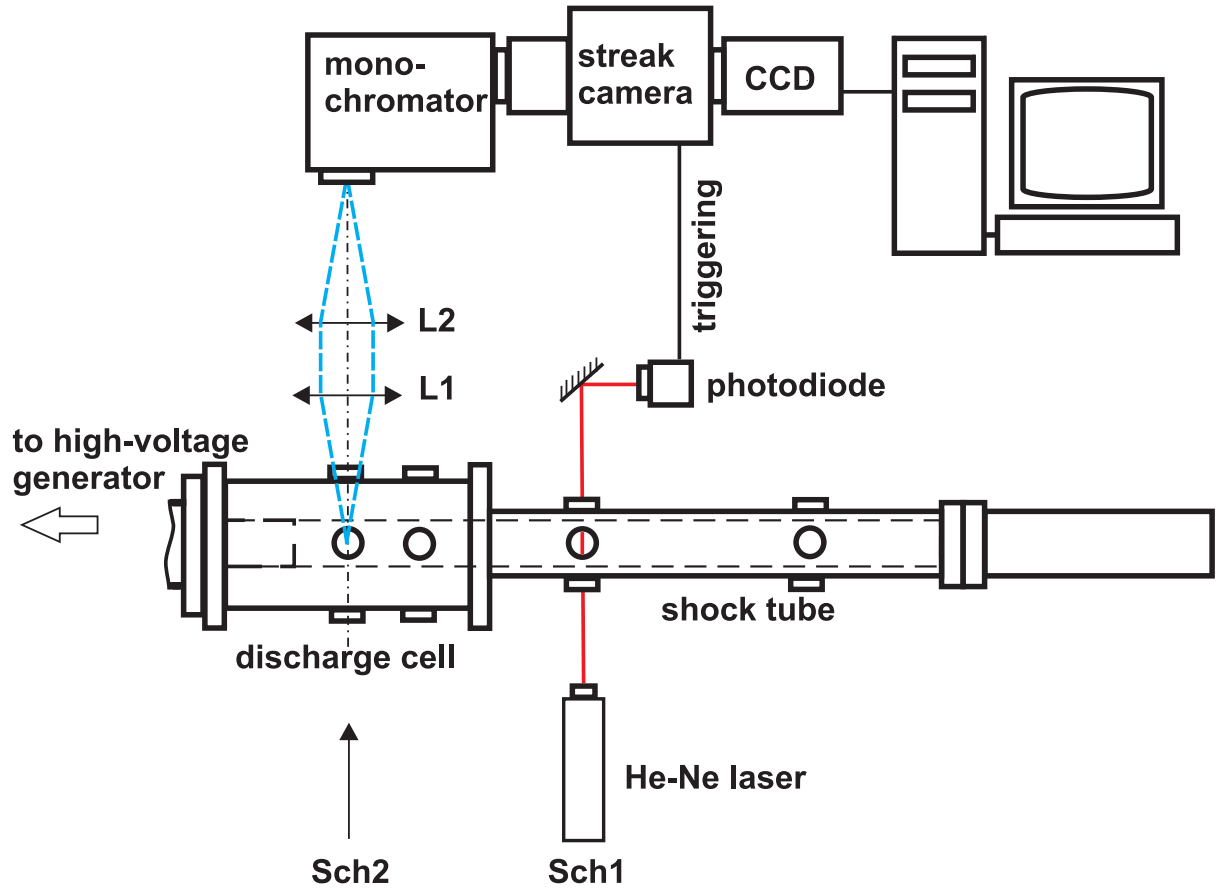 mono-
chromator
streak
camera
CCD
triggering
L2
L1
photodiode
to high-voltage
generator
shock tube
discharge cell
He-Ne laser
Sch2
Sch1